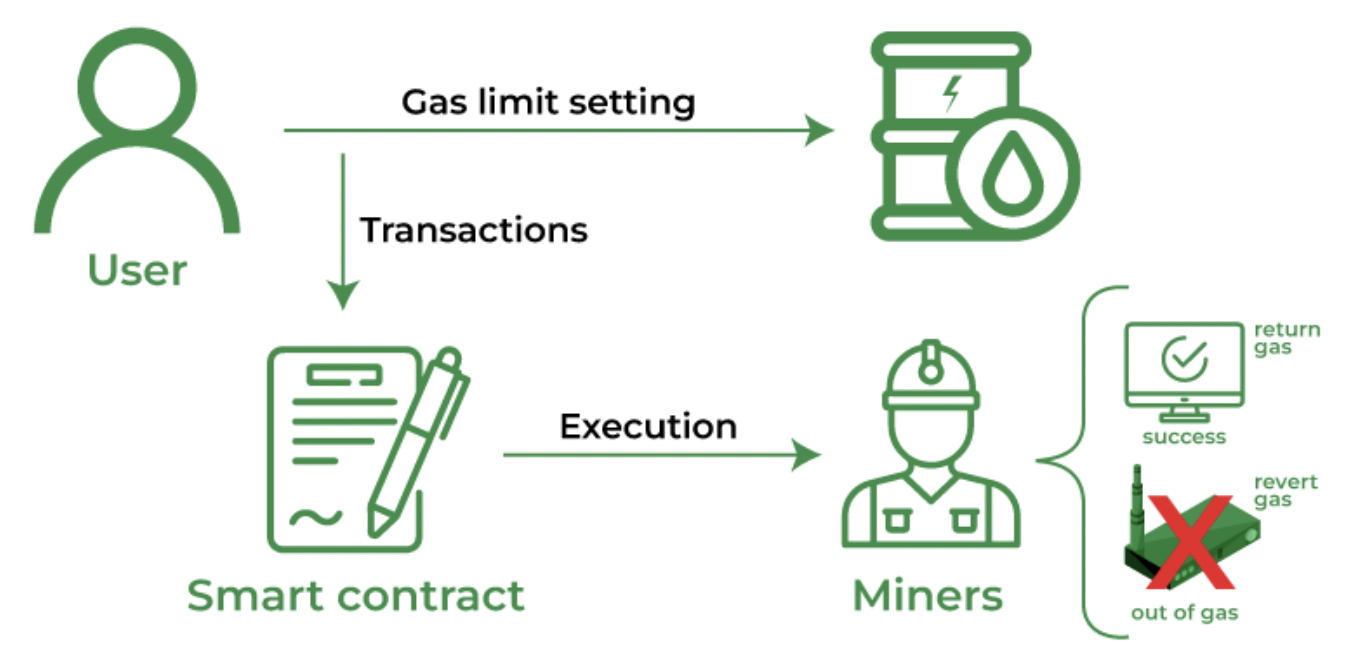 Gas limit setting
Transactions
User
Execution
Smart contract
Miners
return
gas
success
revert
gas
out of gas